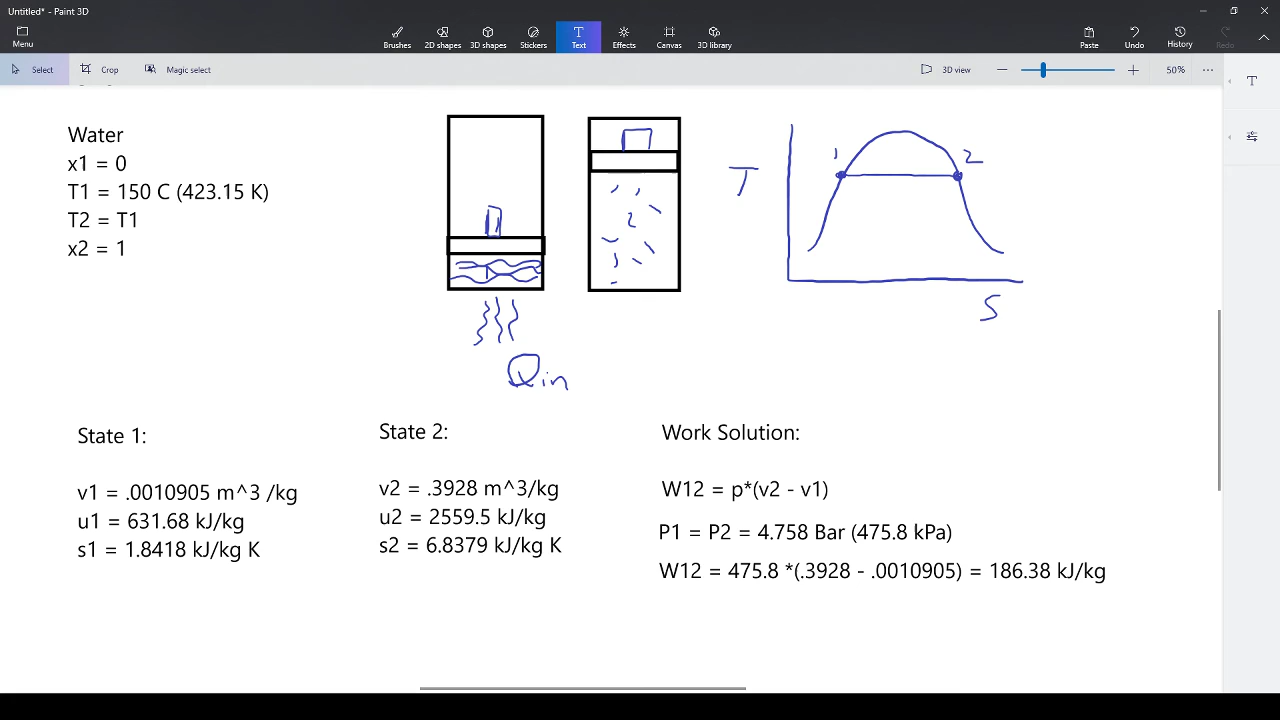 Untitled* - Paint 3D
Menu
Brushes
2D shapes
3D shapes
Stickers
Text
Effects
Canvas
3D library
Paste
Undo
History
Redo
Select
Crop
Magic select
3D view
50%
Water
x1 = 0
T1 = 150 C (423.15 K)
T2 = T1
x2 = 1
1
2
T
1
2
S
Qin
State 1:
v1 = .0010905 m^3 /kg
u1 = 631.68 kJ/kg
s1 = 1.8418 kJ/kg K
State 2:
v2 = .3928 m^3/kg
u2 = 2559.5 kJ/kg
s2 = 6.8379 kJ/kg K
Work Solution:
W12 = p*(v2 - v1)
P1 = P2 = 4.758 Bar (475.8 kPa)
W12 = 475.8 *(.3928 - .0010905) = 186.38 kJ/kg